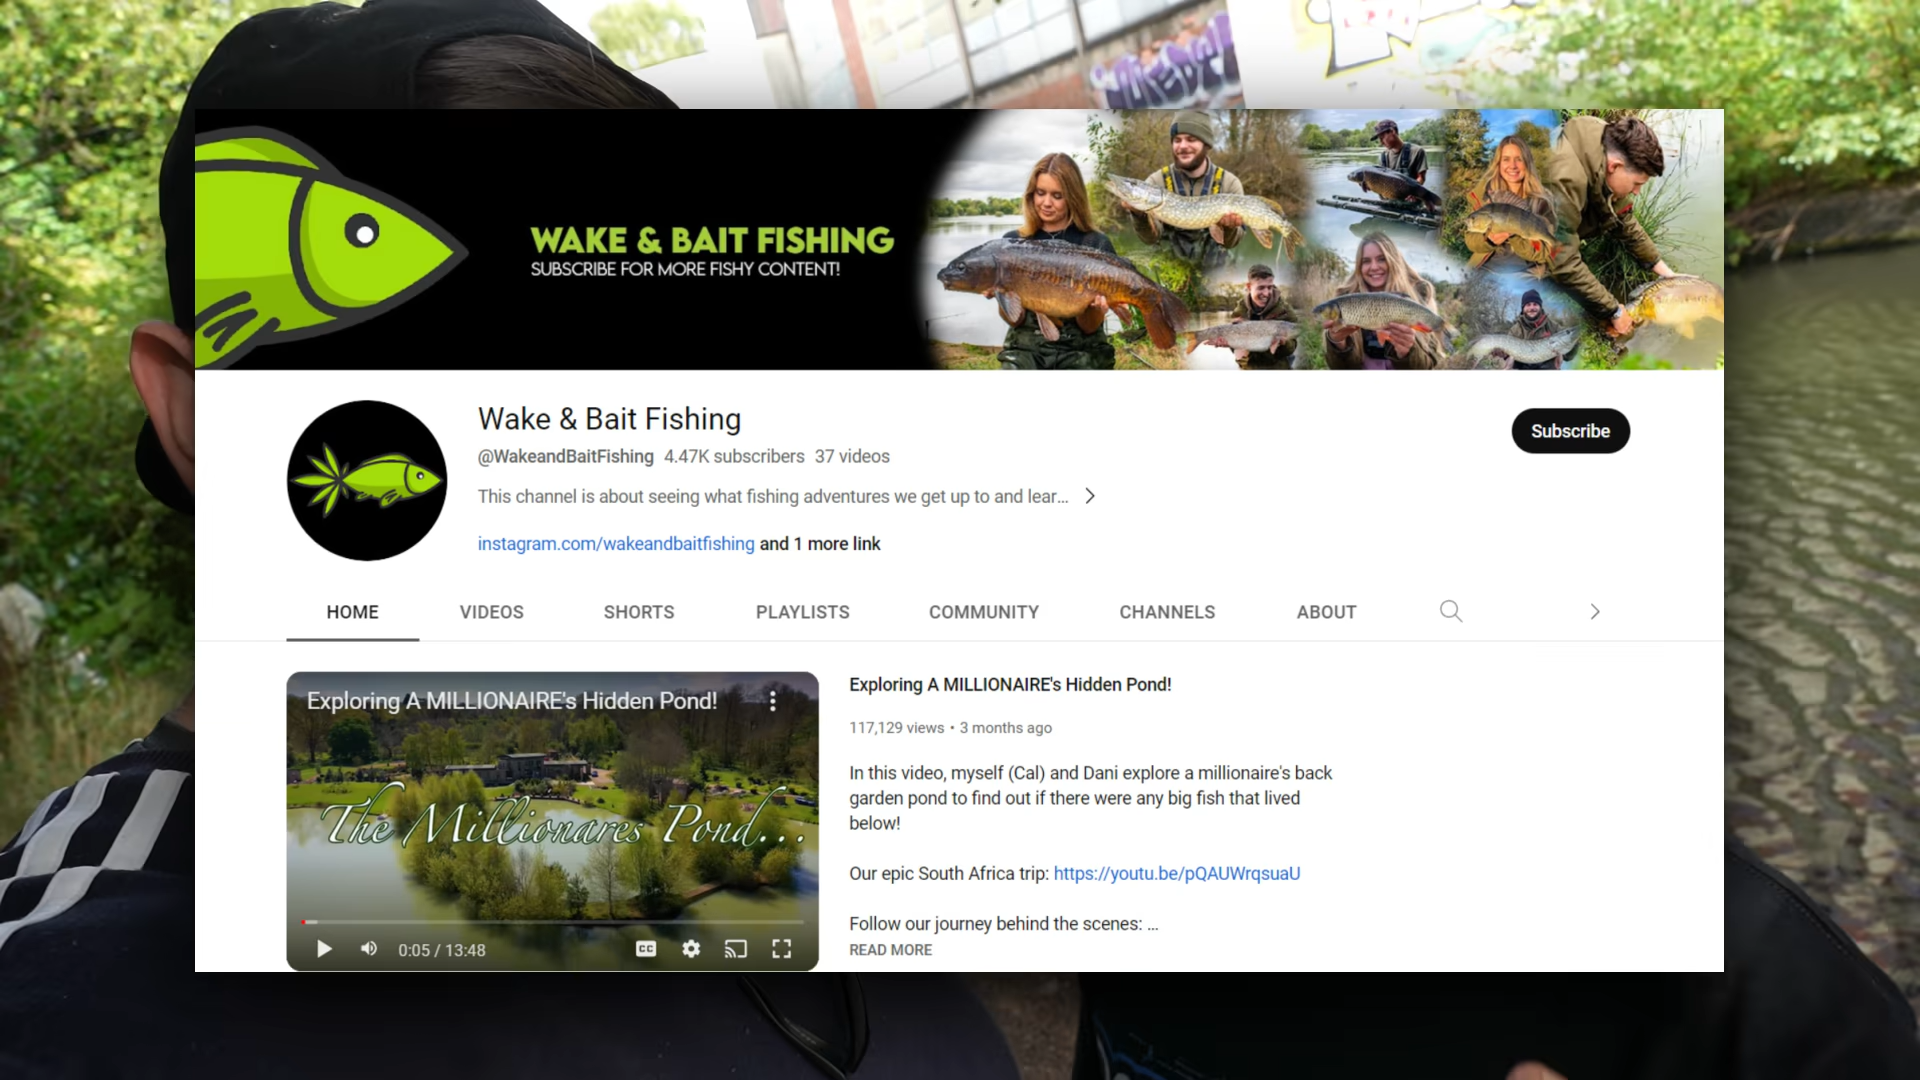 WAKE & BAIT FISHING
SUBSCRIBE FOR MORE FISHY CONTENT!
Wake & Bait Fishing
@WakeandBaitFishing 4.47K subscribers 37 videos
This channel is about seeing what fishing adventures we get up to and lear...
instagram.com/wakeandbaitfishing and 1 more link
Subscribe
HOME VIDEOS SHORTS PLAYLISTS COMMUNITY CHANNELS ABOUT
Exploring A MILLIONAIRE's Hidden Pond!
The Millionares Pond...
CC
0:05 / 13:48
Exploring A MILLIONAIRE's Hidden Pond!
117,129 views • 3 months ago
In this video, myself (Cal) and Dani explore a millionaire's back
garden pond to find out if there were any big fish that lived
below!
Our epic South Africa trip: https://youtu.be/pQAUWrqsuaU
Follow our journey behind the scenes: ...
READ MORE